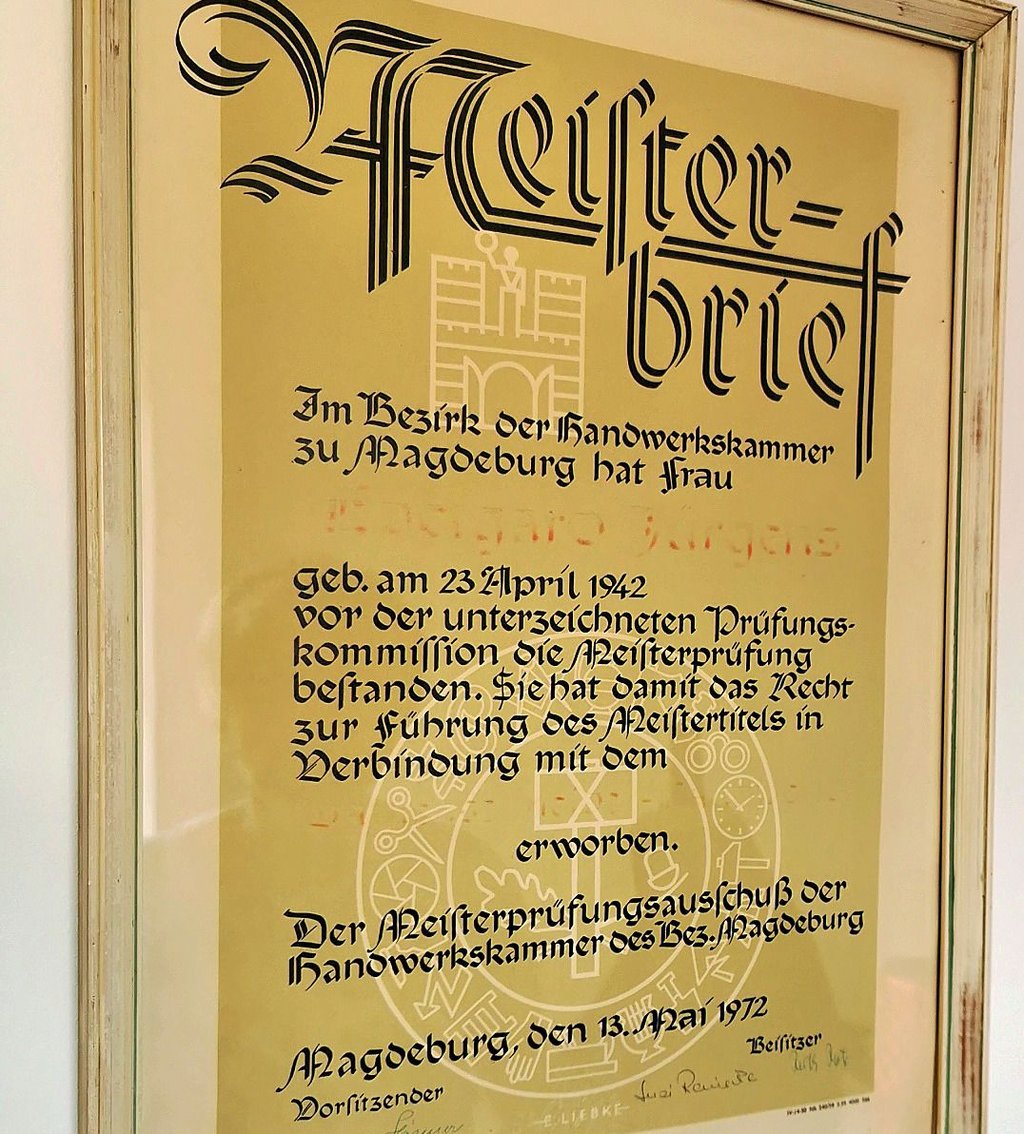 Meister-
brief
Im Bezirk der Handwerkskammer
zu Magdeburg hat Frau
geb. am 23 April 1942
vor der unterzeichneten Prüfungs-
kommission die Meisterprüfung
bestanden. Sie hat damit das Recht
zur Führung des Meistertitels in
Verbindung mit dem
erworben.
Der Meisterprüfungsausschuß der
Handwerkskammer des Bez. Magdeburg
Magdeburg, den 13. Mai 1972
Vorsitzender
Beisitzer
E. LIEBKE